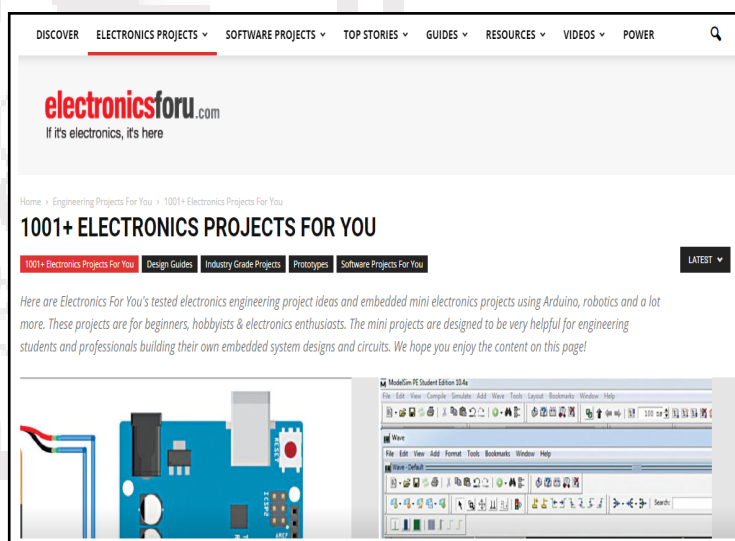 DISCOVER ELECTRONICS PROJECTS SOFTWARE PROJECTS TOP STORIES GUIDES RESOURCES VIDEOS POWER
electronicsforu.com
If it's electronics, it's here
Home › Engineering Projects For You › 1001+ Electronics Projects For You
1001+ ELECTRONICS PROJECTS FOR YOU
1001+ Electronics Projects For You Design Guides Industry Grade Projects Prototypes Software Projects For You LATEST
Here are Electronics For You's tested electronics engineering project ideas and embedded mini electronics projects using Arduino, robotics and a lot
more. These projects are for beginners, hobbyists & electronics enthusiasts. The mini projects are designed to be very helpful for engineering
students and professionals building their own embedded system designs and circuits. We hope you enjoy the content on this page!
RESET
ICSP2
ModelSim PE Student Edition 10.4a
File Edit View Compile Simulate Add Wave Tools Layout Bookmarks Window Help
100 ns
Wave
File Edit View Add Format Tools Bookmarks Window Help
Wave - Default
Search: